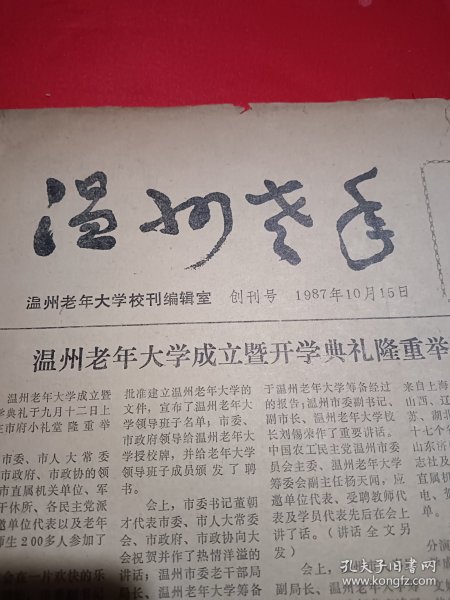 温州老年
温州老年大学校刊编辑室 创刊号 1987年10月15日
温州老年大学成立暨开学典礼隆重举
温州老年大学成立暨
学典礼于九月十二日上
在市府小礼堂隆重举
市委、市人大常委
市政府、市政协的领
市直属机关单位、军
干休所、各民主党派
邀单位代表以及老年
师生200多人参加了
会在一片欢快的乐
批准建立温州老年大学的
文件，宣布了温州老年大
学领导班子名单；市委、
市政府领导给温州老年大
学授校牌，并给老年大学
领导班子成员颁发了聘
书。
会上，市委书记董朝
才代表市委、市人大常委
会、市政府、市政协向大
会祝贺并作了热情洋溢的
讲话；温州市委老干部局
长、温州老年大学筹备
于温州老年大学筹备经过
的报告；温州市委副书记、
副市长、温州老年大学校
长刘锡荣作了重要讲话。
中国农工民主党温州市委
员会主委、温州老年大学
筹委会副主任杨天闻，应
邀单位代表、受聘教师代
表及学员代表先后在会上
讲了话。（讲话全文另
发）
会上，
副局长、温州老年大
来自上海
山西、辽
苏、湖北
十七个省
山东济
志社及
直属机
电、贺
单。
分演
孔夫子旧书网